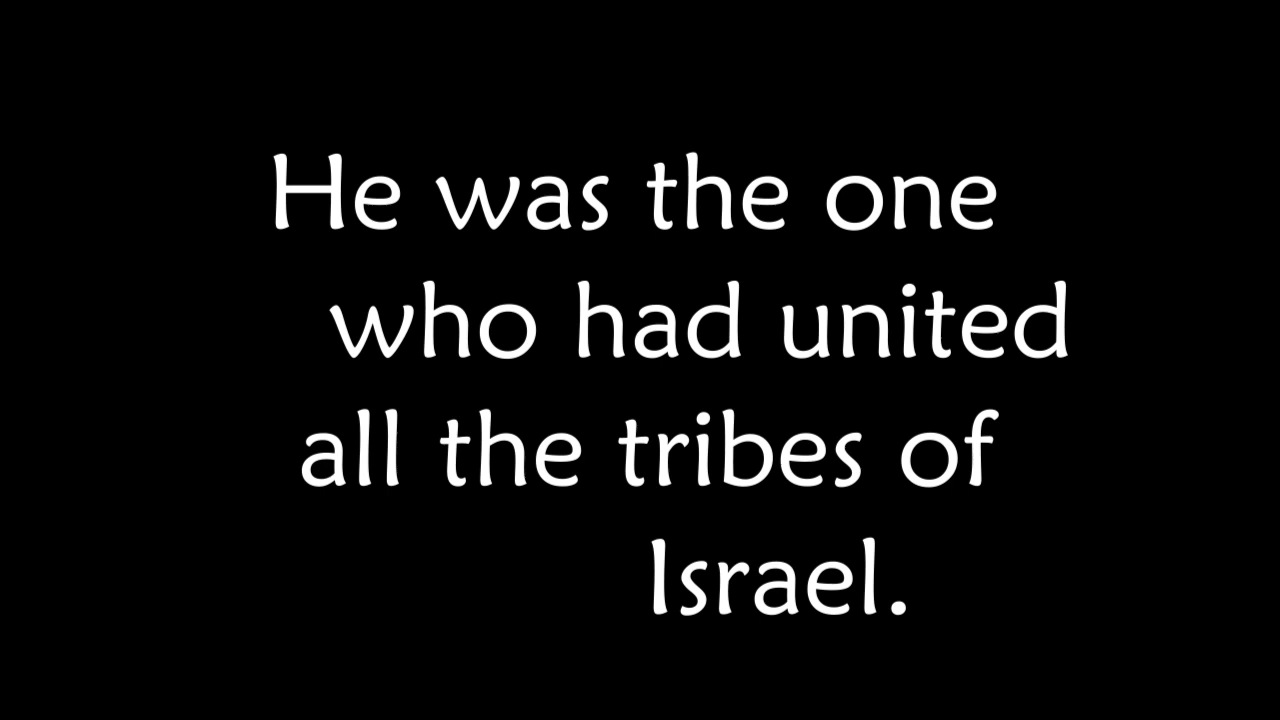 He was the one
who had united
all the tribes of
Israel.